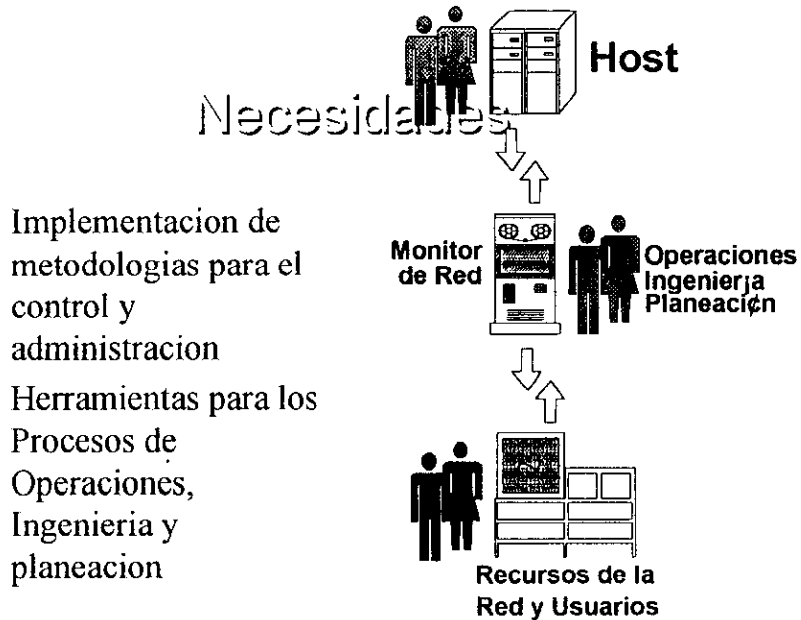 Host
Necesidades
Implementacion de
metodologias para el
control y
administracion
Herramientas para los
Procesos de
Operaciones,
Ingenieria y
planeacion
Monitor
de Red
Operaciones
Ingenierja
Planeación
Recursos de la
Red y Usuarios